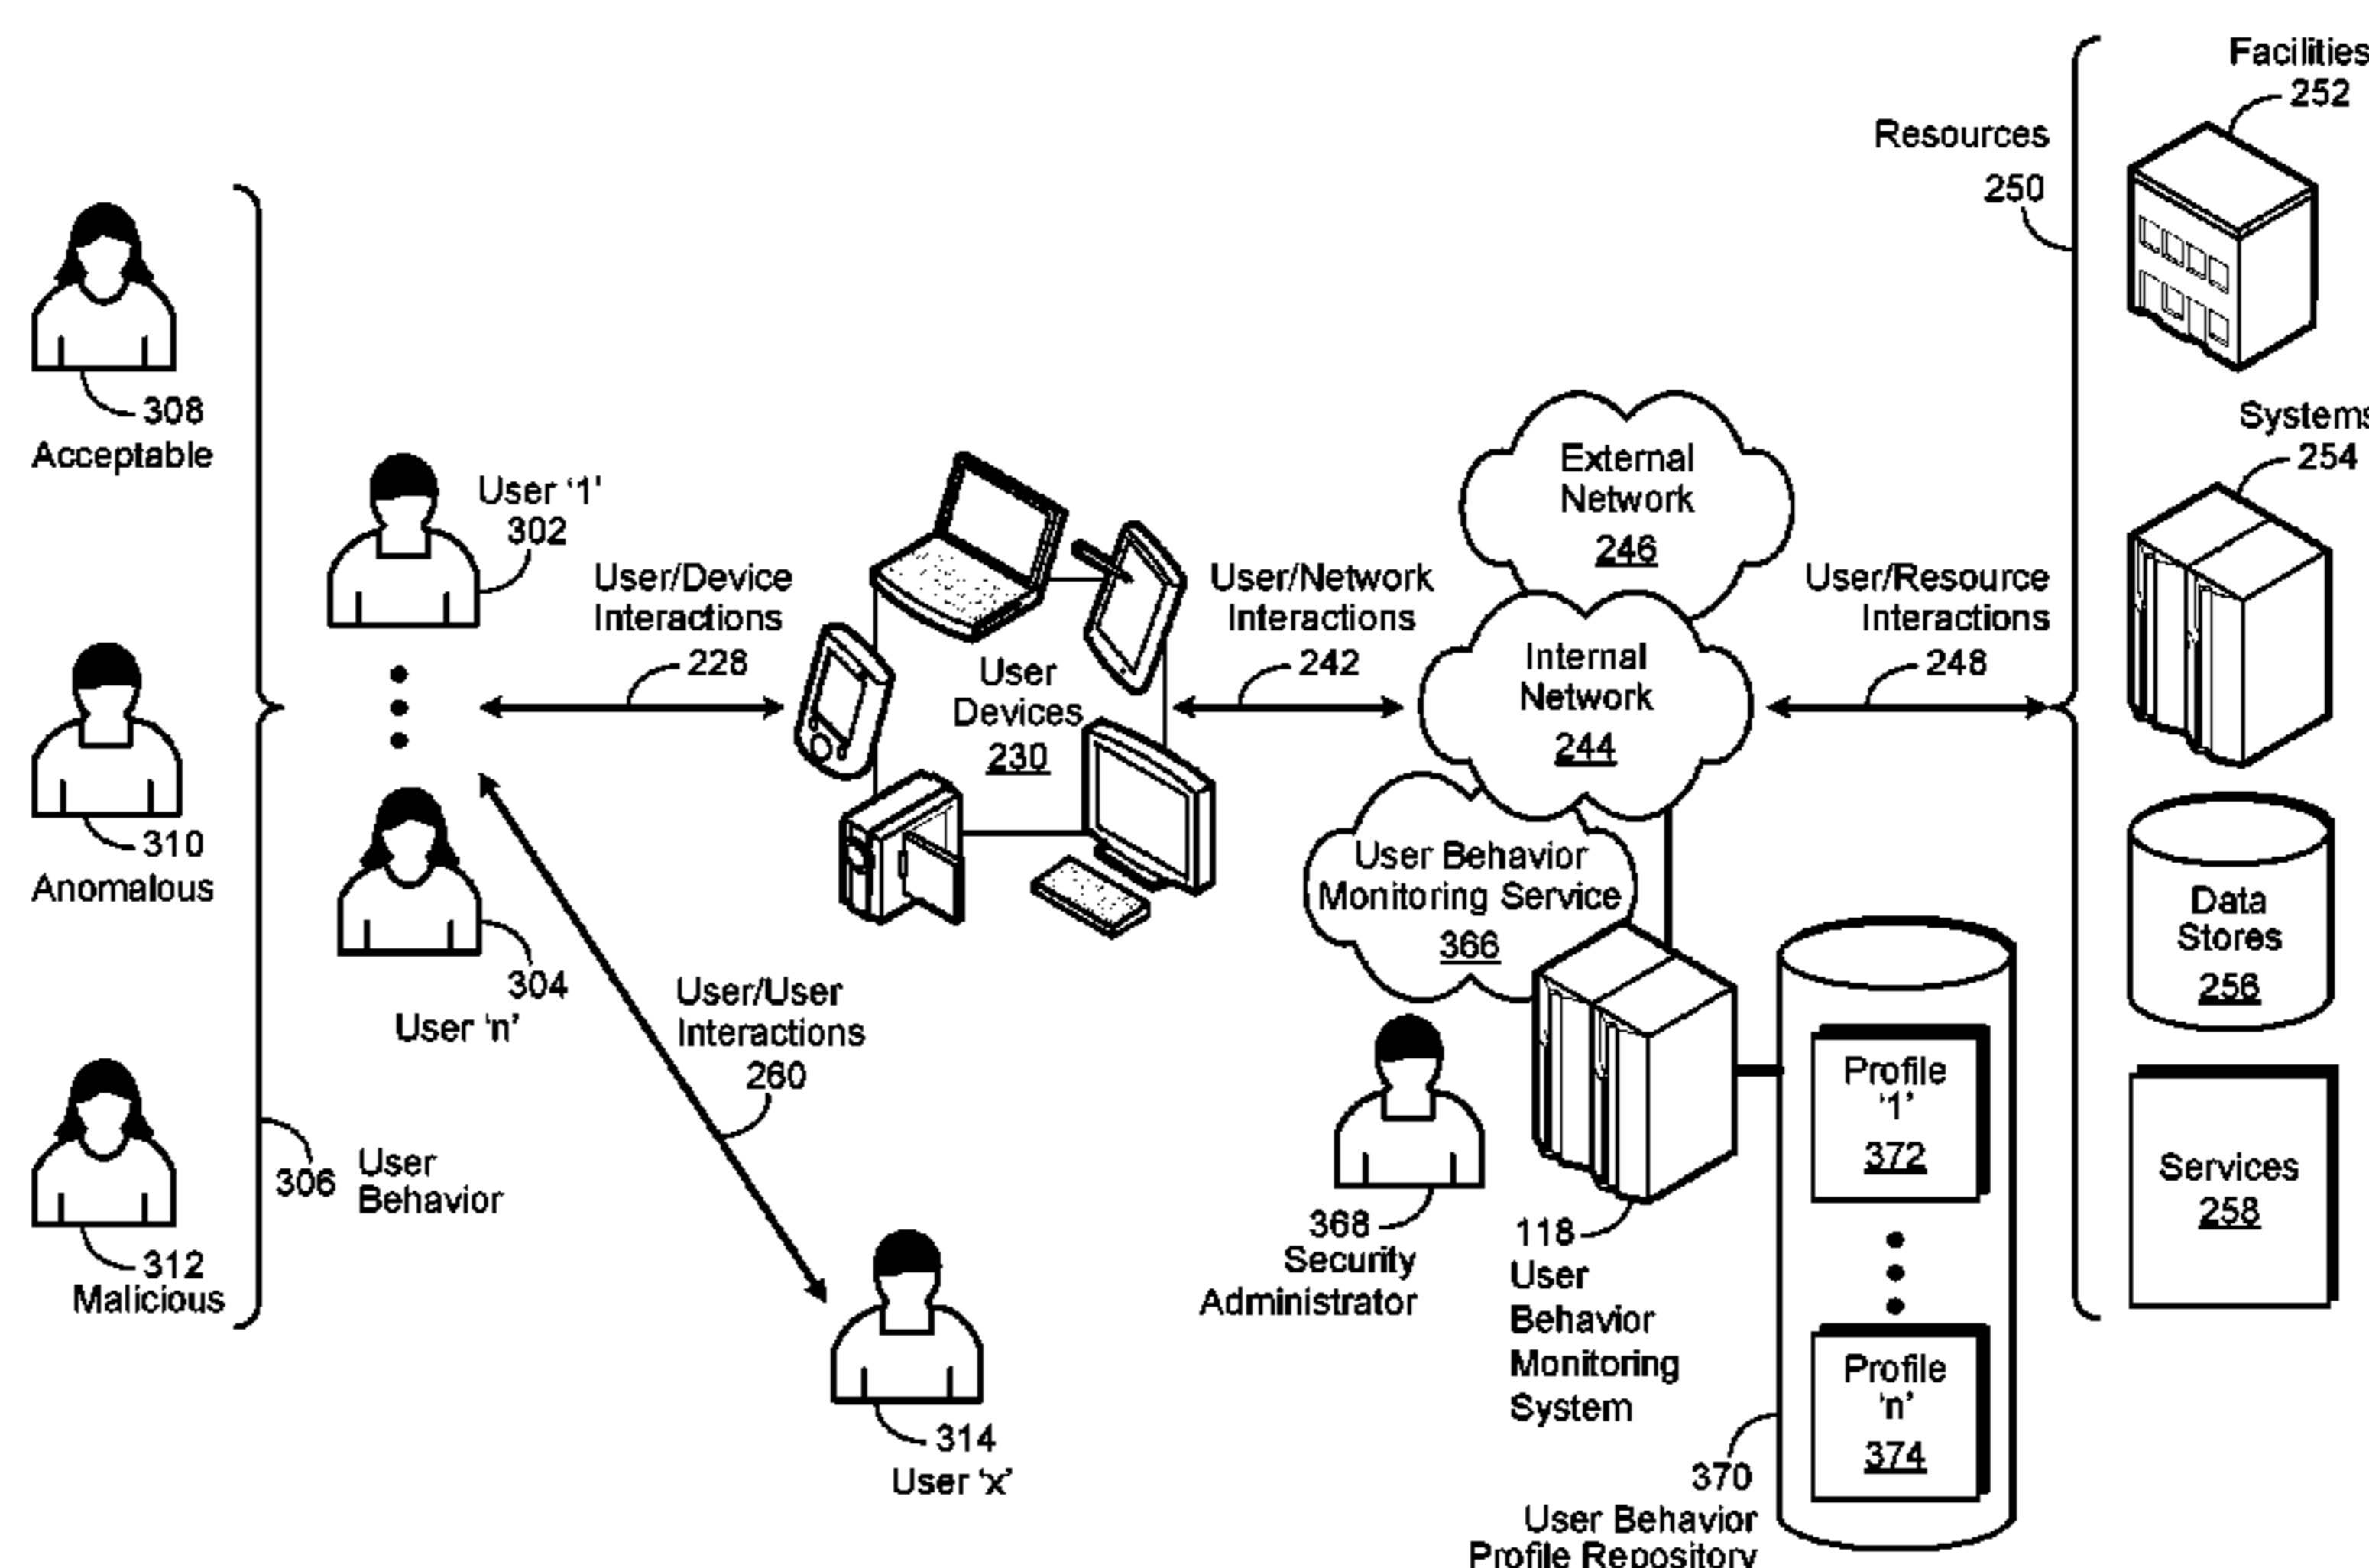 Facilities
252
Resources
250
308
Acceptable
User '1'
302
User/Device
Interactions
228
External
Network
246
Systems
254
User/Network
Interactions
242
User/Resource
Interactions
248
User
Devices
230
Internal
Network
244
310
Anomalous
304
User 'n'
User Behavior
Monitoring Service
366
Data
Stores
256
User/User
Interactions
260
Profile
'1'
372
Services
258
306
User
Behavior
312
Malicious
368
Security
Administrator
118
User
Behavior
Monitoring
System
Profile
'n'
374
314
User 'x'
370
User Behavior
Profile Repository